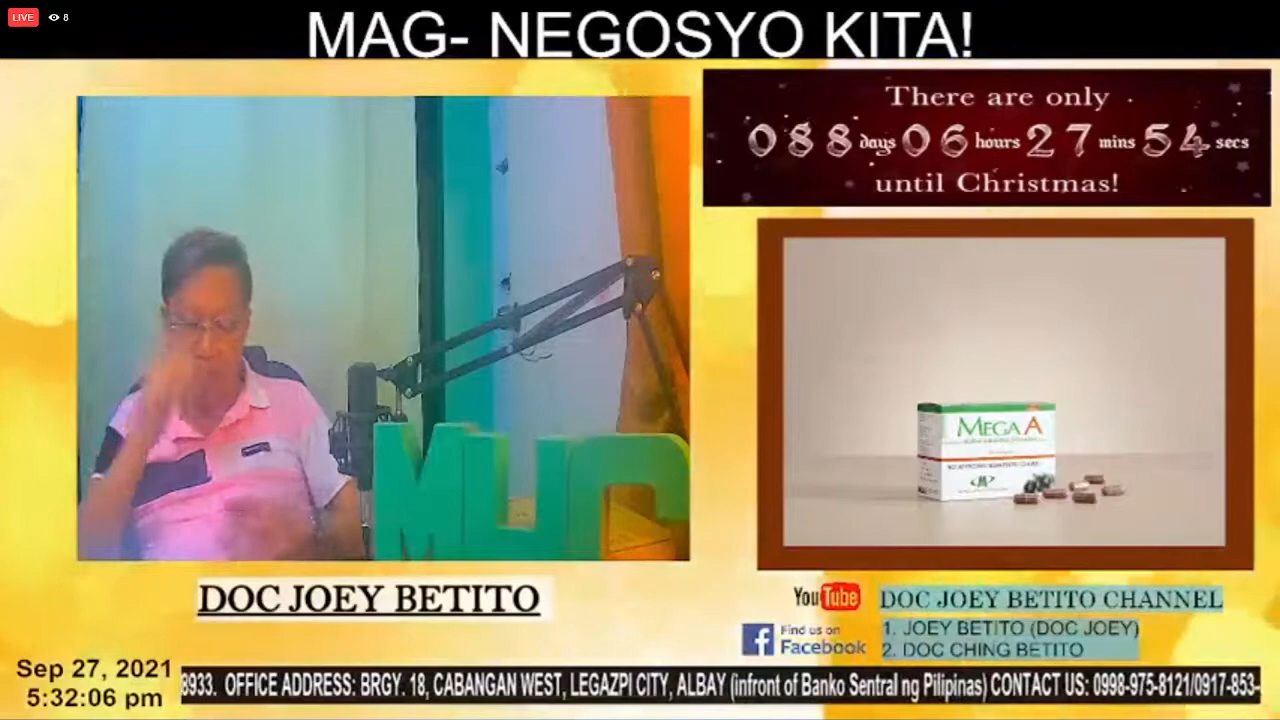 LIVE 8
MAG- NEGOSYO KITA!
There are only
088 days 06 hours 27 mins 54 secs
until Christmas!
MEGA A
DOC JOEY BETITO
YouTube DOC JOEY BETITO CHANNEL
Find us on
Facebook
1. JOEY BETITO (DOC JOEY)
2. DOC CHING BETITO
Sep 27, 2021
5:32:06 pm
8933. OFFICE ADDRESS: BRGY. 18, CABANGAN WEST, LEGAZPI CITY, ALBAY (infront of Banko Sentral ng Pilipinas) CONTACT US: 0998-975-8121/0917-853-